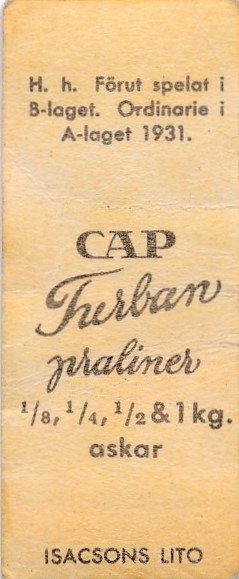 H. h. Förut spelat i
B-laget. Ordinarie i
A-laget 1931.
CAP
Turban
praliner
1/8, 1/4, 1/2 & 1 kg.
askar
ISACSONS LITO